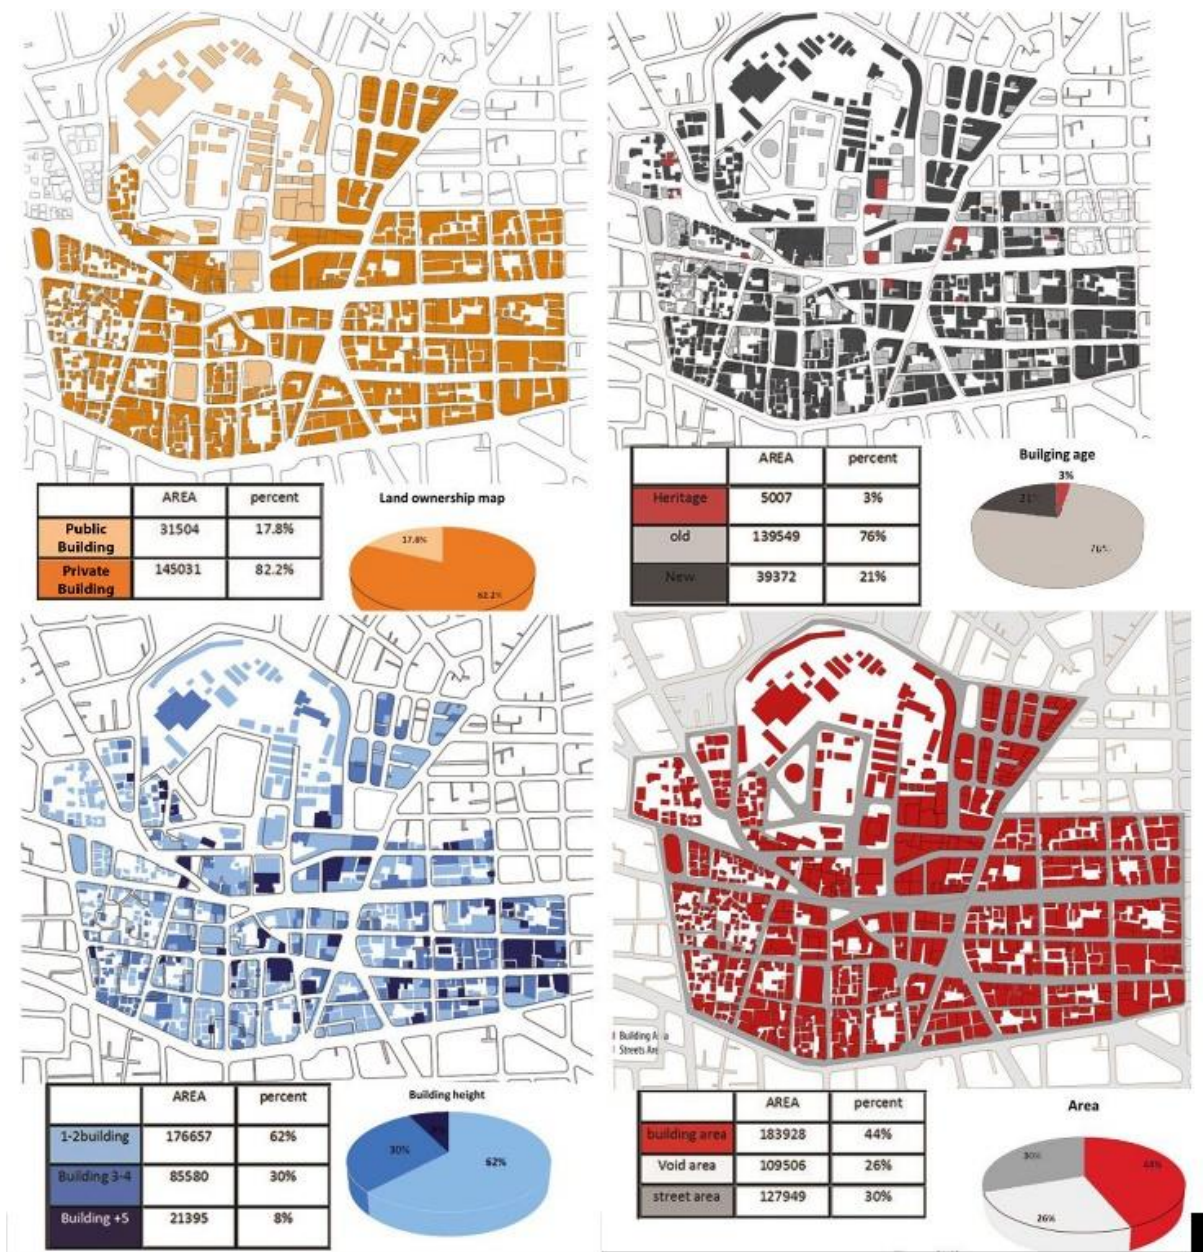 AREA percent
Public Building 31504 17.8%
Private Building 145031 82.2%
Land ownership map
17.8%
82.2%
AREA percent
Heritage 5007 3%
old 139549 76%
New 39372 21%
Builging age
3%
21%
76%
AREA percent
1-2building 176657 62%
Building 3-4 85580 30%
Building +5 21395 8%
Building height
30%
62%
Building
Streets
AREA percent
building area 183928 44%
Void area 109506 26%
street area 127949 30%
Area
30%
44%
26%